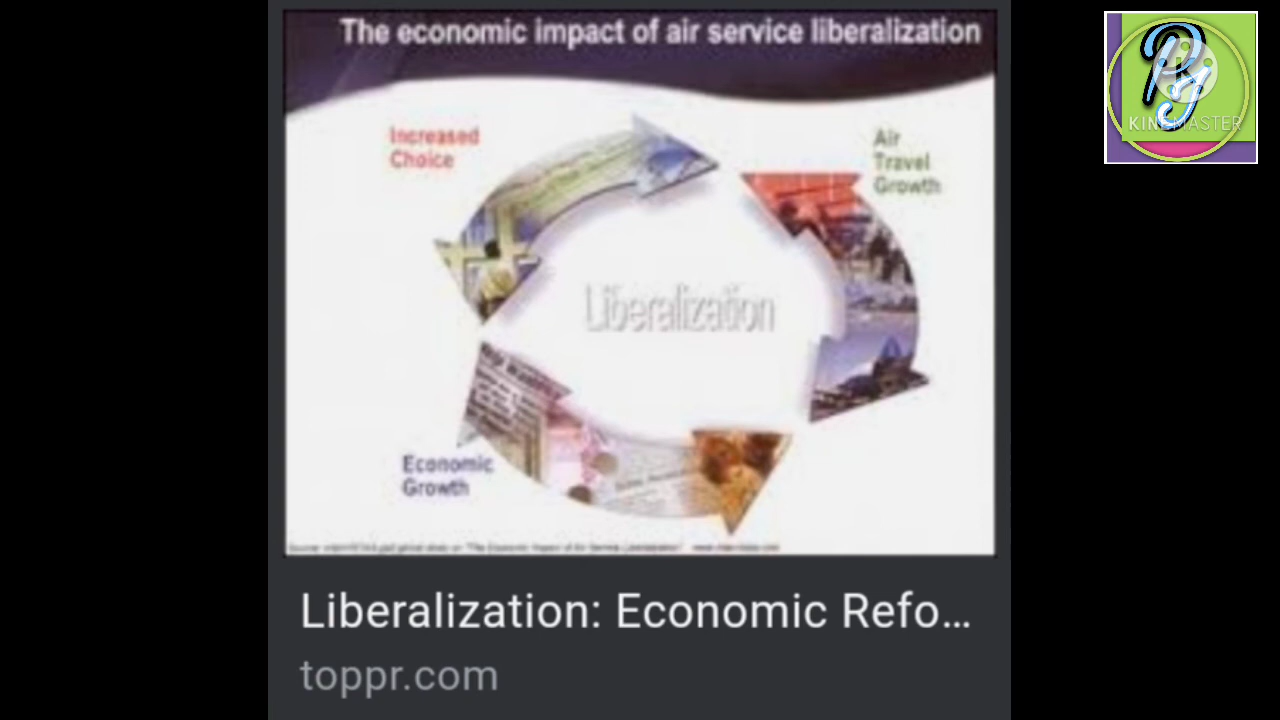 The economic impact of air service liberalization
Increased
Choice
Air
Travel
Growth
Liberalization
Economic
Growth
Liberalization: Economic Refo...
toppr.com
KINEMASTER